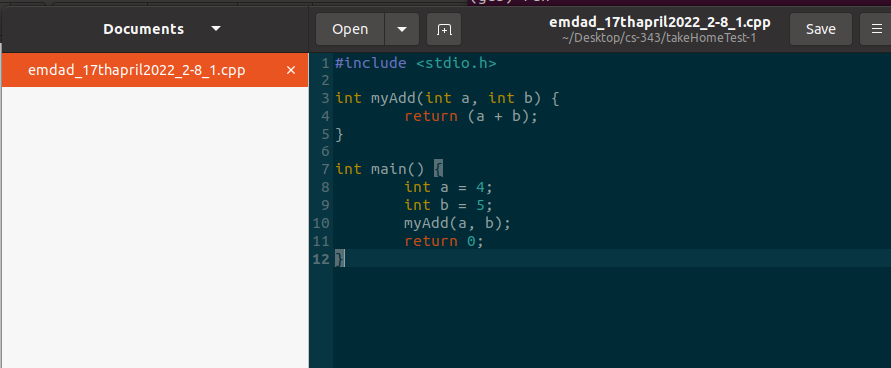 Documents
Open
emdad_17thapril2022_2-8_1.cpp
~/Desktop/cs-343/takeHomeTest-1
Save
emdad_17thapril2022_2-8_1.cpp ×
1 #include <stdio.h>
2
3 int myAdd(int a, int b) {
4         return (a + b);
5 }
6
7 int main() {
8         int a = 4;
9         int b = 5;
10         myAdd(a, b);
11         return 0;
12 }